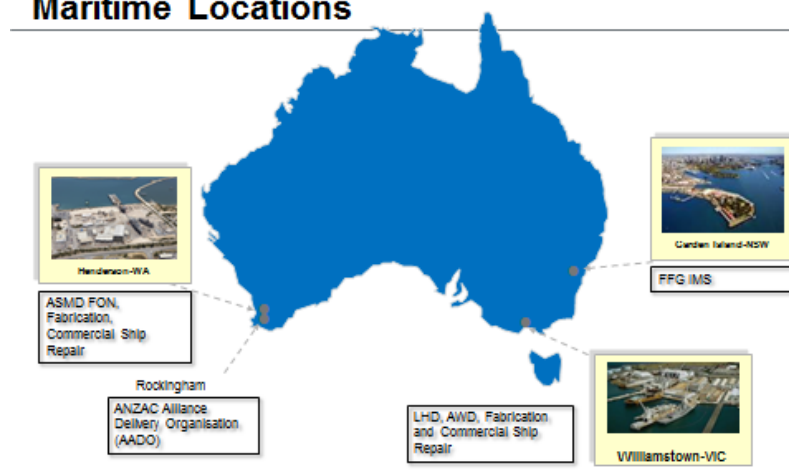 Maritime Locations
Henderson-WA
ASMD FON,
Fabrication,
Commercial Ship
Repair
Garden Island-NSW
FFG IMS
Rockingham
ANZAC Alliance
Delivery Organisation
(AADO)
LHD, AWD, Fabrication
and Commercial Ship
Repair
Williamstown-VIC